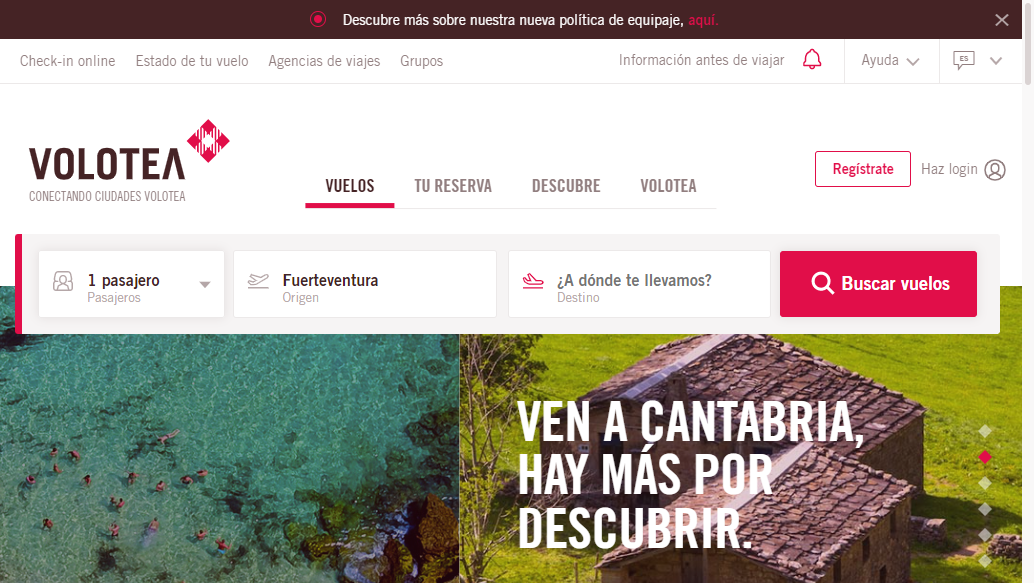 Descubre más sobre nuestra nueva política de equipaje, aquí.
Check-in online Estado de tu vuelo Agencias de viajes Grupos Información antes de viajar Ayuda ES
VOLOTEA
CONECTANDO CIUDADES VOLOTEA
VUELOS TU RESERVA DESCUBRE VOLOTEA
Regístrate Haz login
1 pasajero
Pasajeros
Fuerteventura
Origen
¿A dónde te llevamos?
Destino
Buscar vuelos
VEN A CANTABRIA,
HAY MÁS POR
DESCUBRIR.